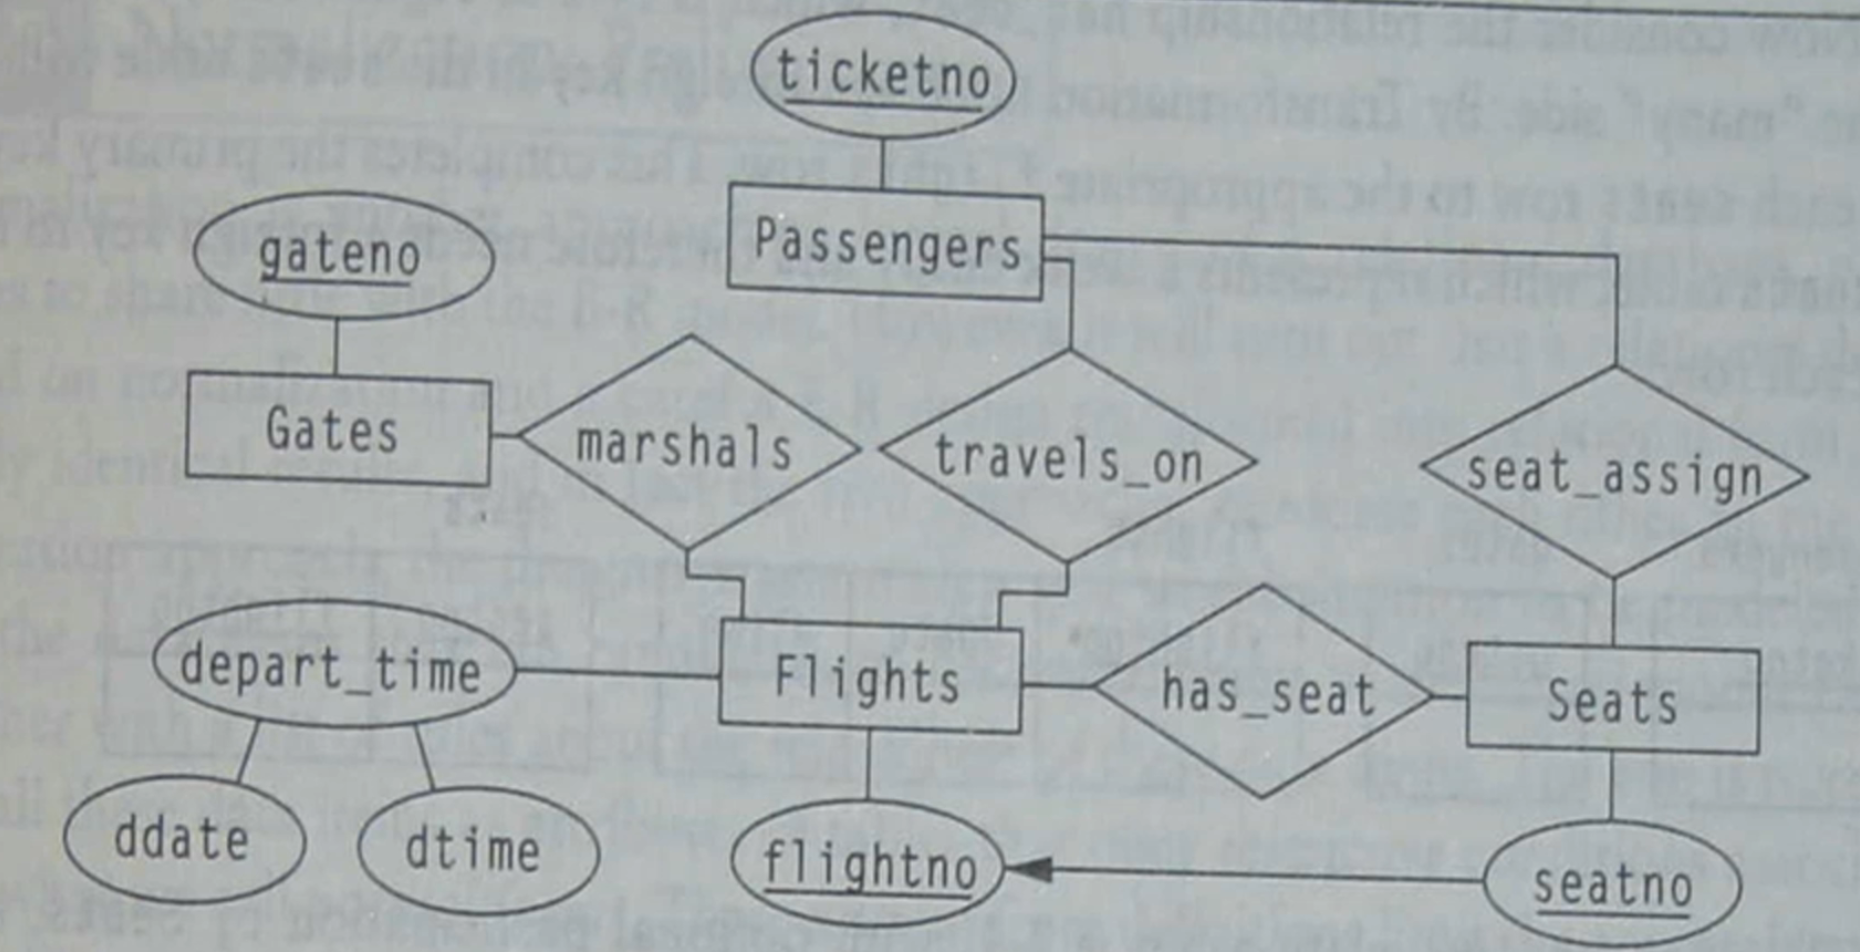 ticketno
Passengers
gateno
Gates
marshals
travels_on
seat_assign
depart_time
Flights
has_seat
Seats
ddate
dtime
flightno
seatno